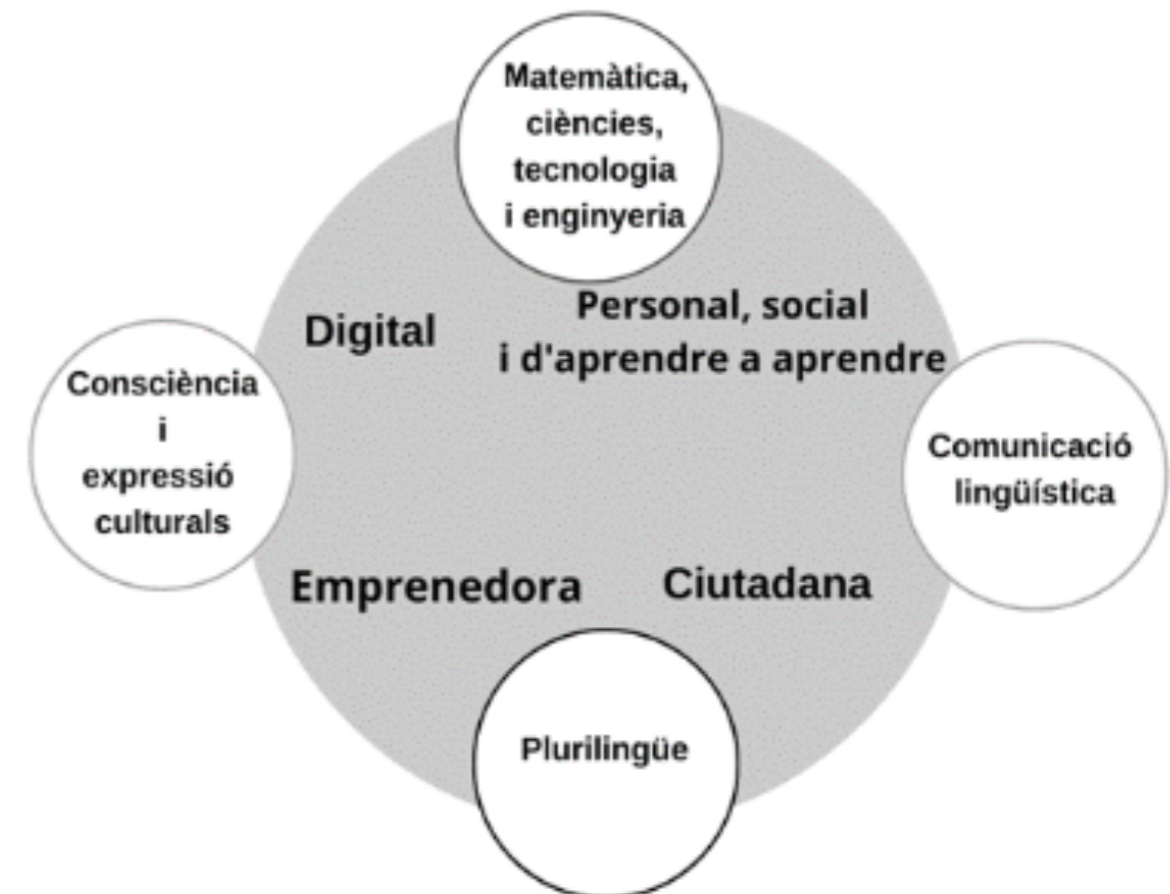 Matemàtica,
ciències,
tecnologia
i enginyeria
Digital
Personal, social
i d'aprendre a aprendre
Consciència
i
expressió
culturals
Comunicació
lingüística
Emprenedora
Ciutadana
Plurilingüe